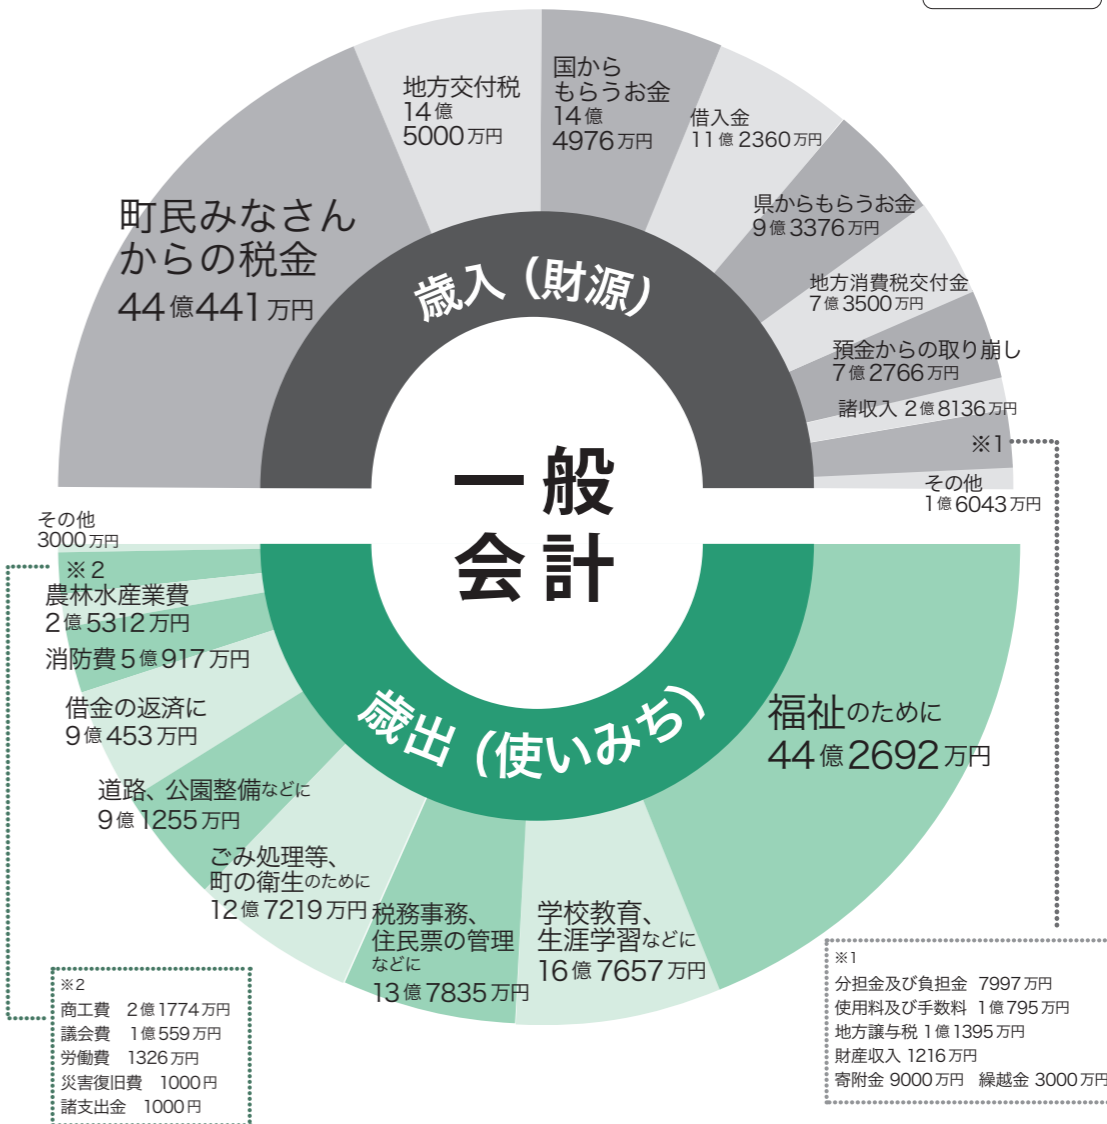 地方交付税
14億
5000万円
国から
もらうお金
14億
4976万円
借入金
11億2360万円
県からもらうお金
9億3376万円
地方消費税交付金
7億3500万円
預金からの取り崩し
7億2766万円
諸収入 2億8136万円
※1
その他
1億6043万円
町民みなさん
からの税金
44億441万円
歳入(財源)
一般
会計
歳出(使いみち)
その他
3000万円
※2
農林水産業費
2億5312万円
消防費5億917万円
借金の返済に
9億453万円
道路、公園整備などに
9億1255万円
ごみ処理等、
町の衛生のために
12億7219万円
税務事務、
住民票の管理
などに
13億7835万円
学校教育、
生涯学習などに
16億7657万円
福祉のために
44億2692万円
※2
商工費 2億1774万円
議会費 1億559万円
労働費 1326万円
災害復旧費 1000円
諸支出金 1000円
※1
分担金及び負担金 7997万円
使用料及び手数料 1億795万円
地方譲与税 1億1395万円
財産収入 1216万円
寄附金 9000万円 繰越金 3000万円